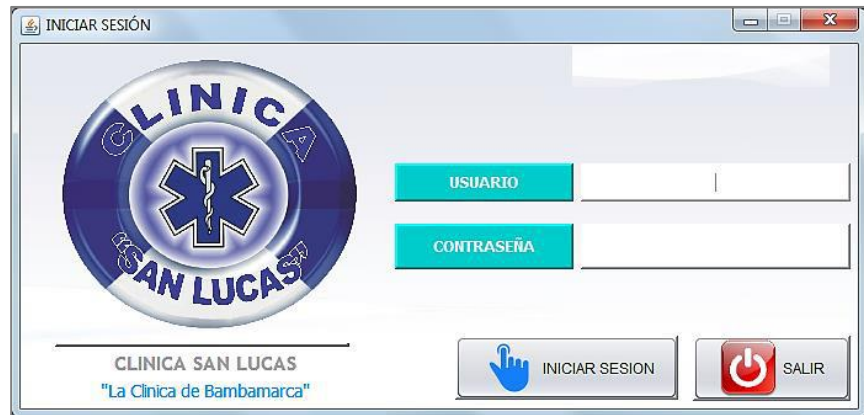 INICIAR SESIÓN
CLINICA
"SAN LUCAS"
USUARIO
CONTRASEÑA
CLINICA SAN LUCAS
"La Clinica de Bambamarca"
INICIAR SESION
SALIR